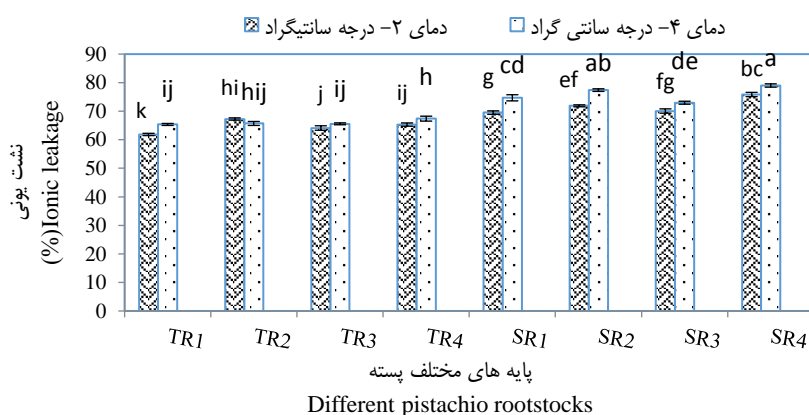 دمای ۲- درجه سانتیگراد دمای ۴- درجه سانتی گراد
نشت یونی
(%)Ionic leakage
90
80
70
60
50
40
30
20
10
0
k ij hi hij j ij ij h g cd ef ab fg de bc a
TR1 TR2 TR3 TR4 SR1 SR2 SR3 SR4
پایه های مختلف پسته
Different pistachio rootstocks